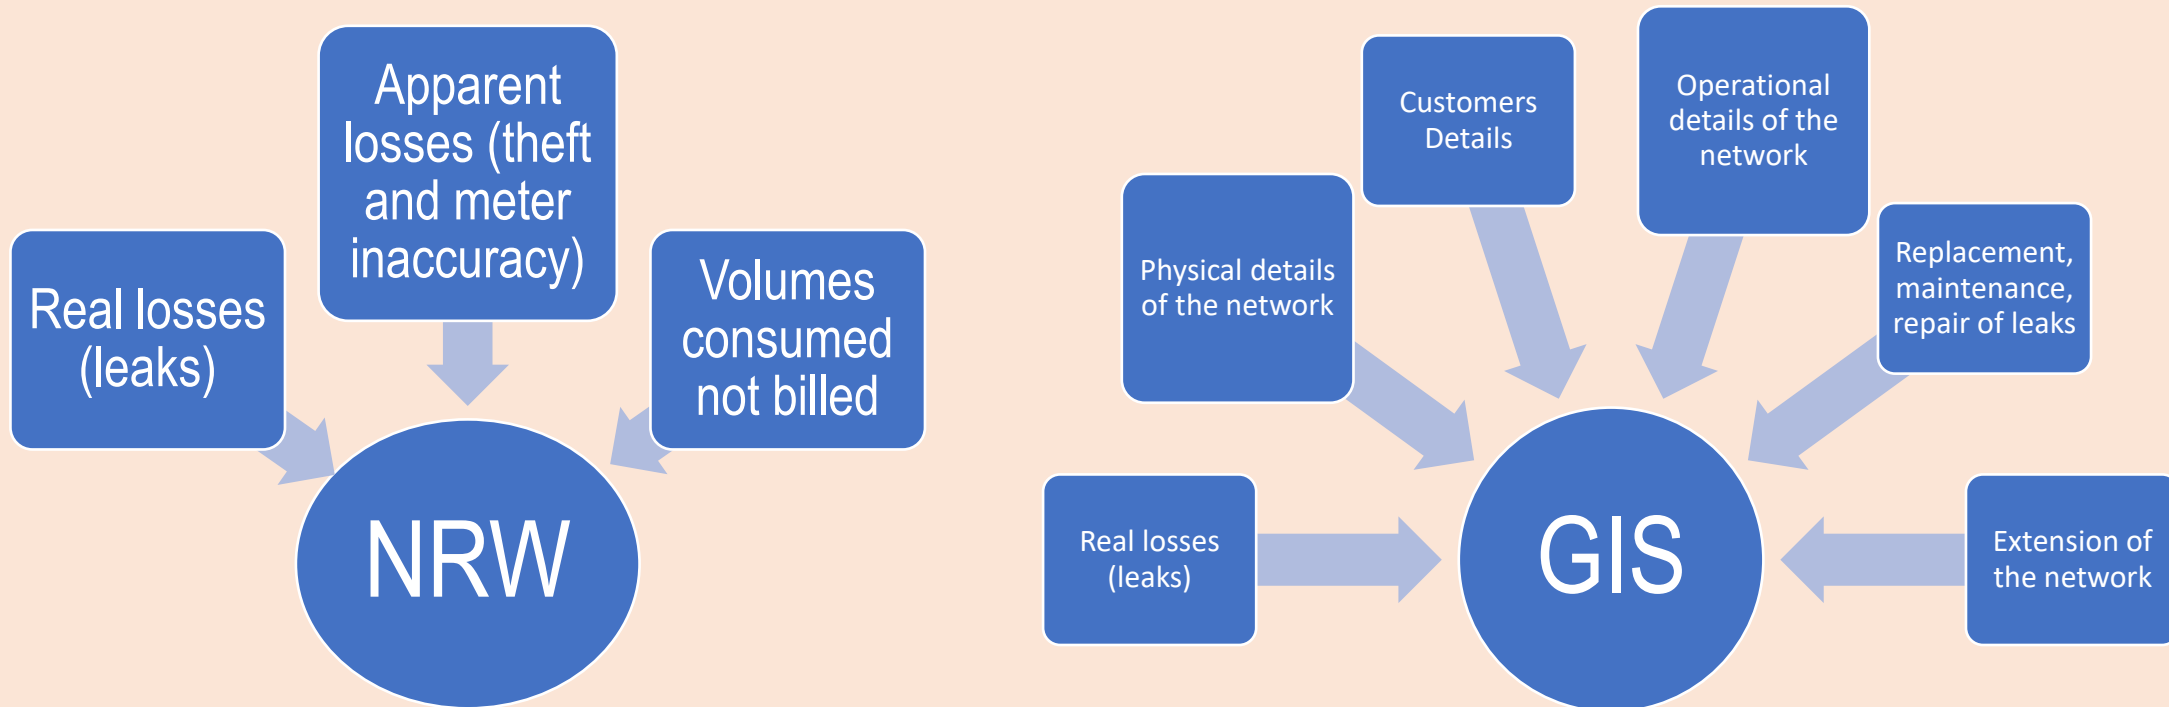 Real losses
(leaks)
Apparent
losses (theft
and meter
inaccuracy)
Volumes
consumed
not billed
NRW
Real losses
(leaks)
Physical details
of the network
Customers
Details
Operational
details of the
network
Replacement,
maintenance,
repair of leaks
Extension of
the network
GIS